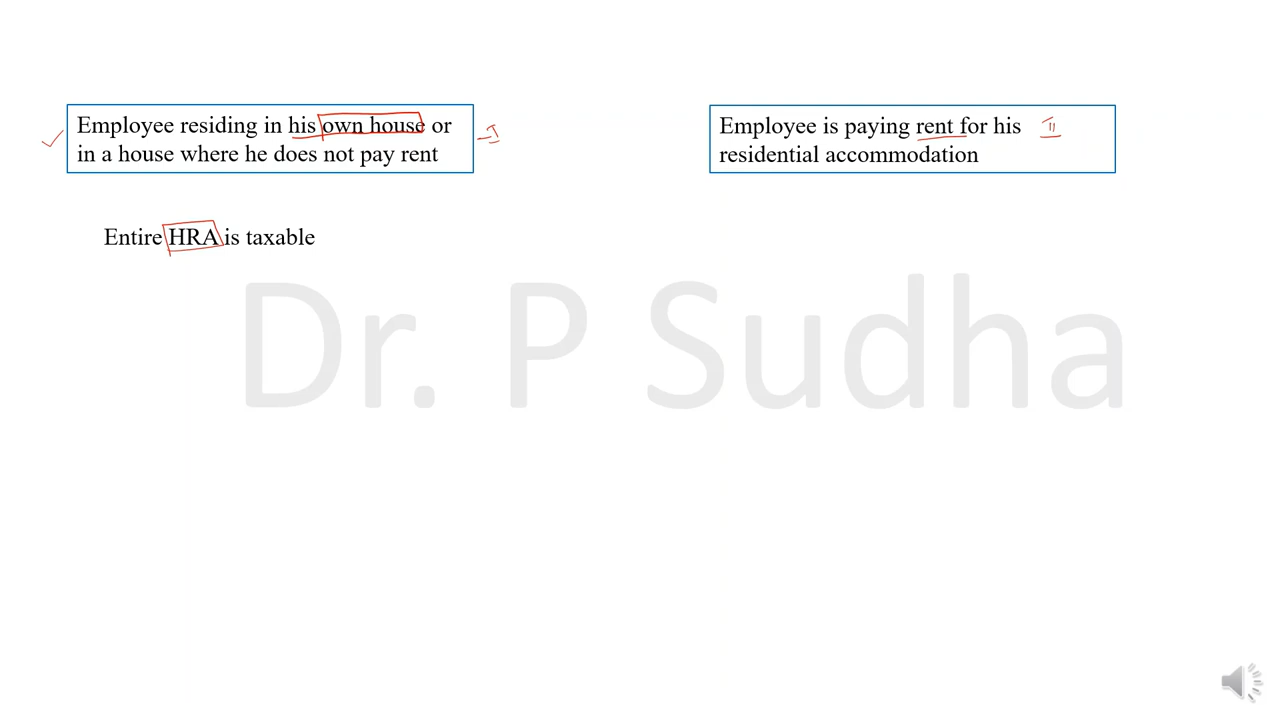 Employee residing in his own house or
in a house where he does not pay rent
I
Employee is paying rent for his
residential accommodation
II
Entire HRA is taxable
Dr. P Sudha